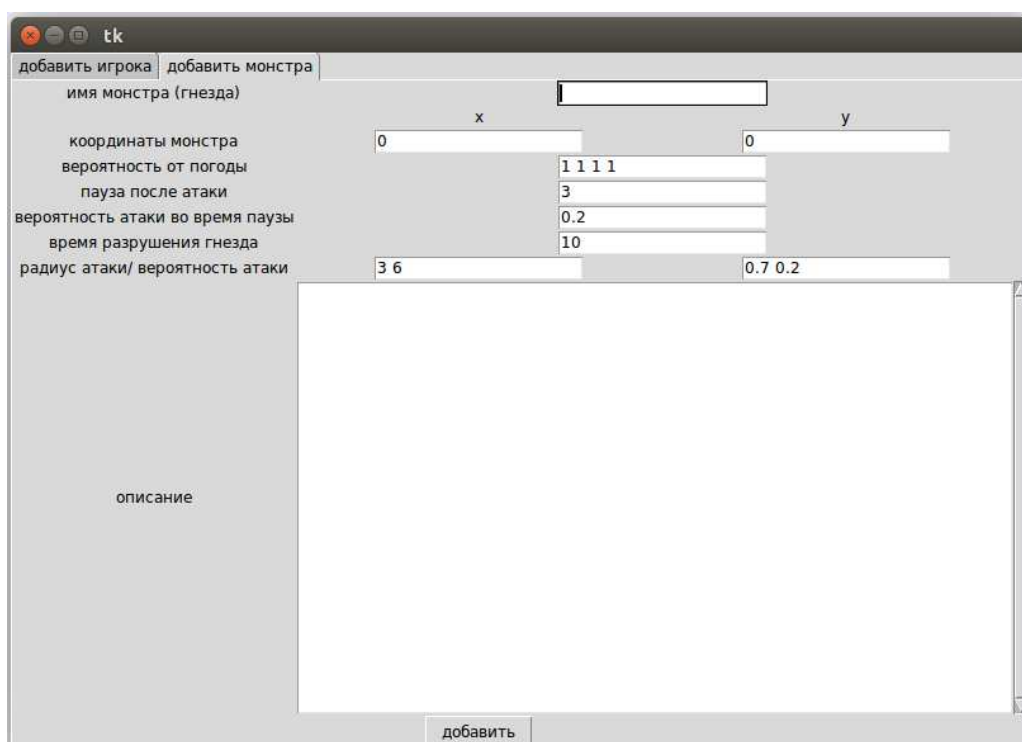 tk
добавить игрока добавить монстра
имя монстра (гнезда)
x y
координаты монстра 0 0
вероятность от погоды 1 1 1 1
пауза после атаки 3
вероятность атаки во время паузы 0.2
время разрушения гнезда 10
радиус атаки/ вероятность атаки 3 6 0.7 0.2
описание
добавить